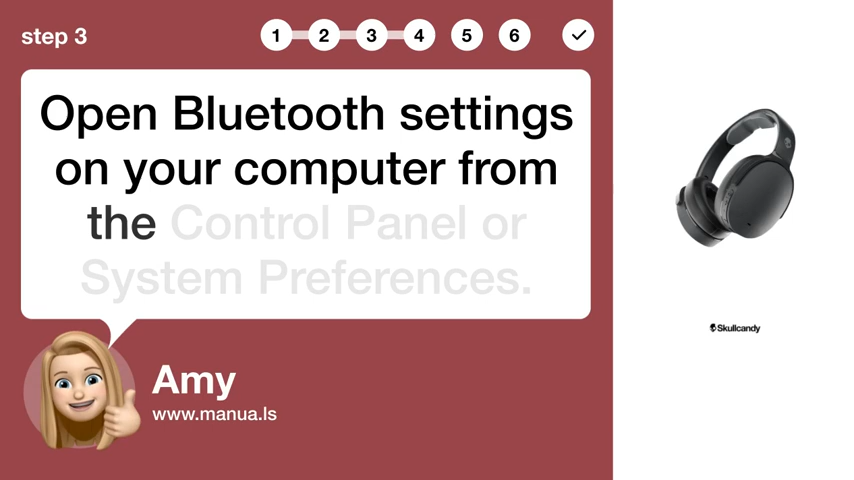 step 3
1 2 3 4 5 6
Open Bluetooth settings
on your computer from
the Control Panel or
System Preferences.
Amy
www.manua.ls
Skullcandy